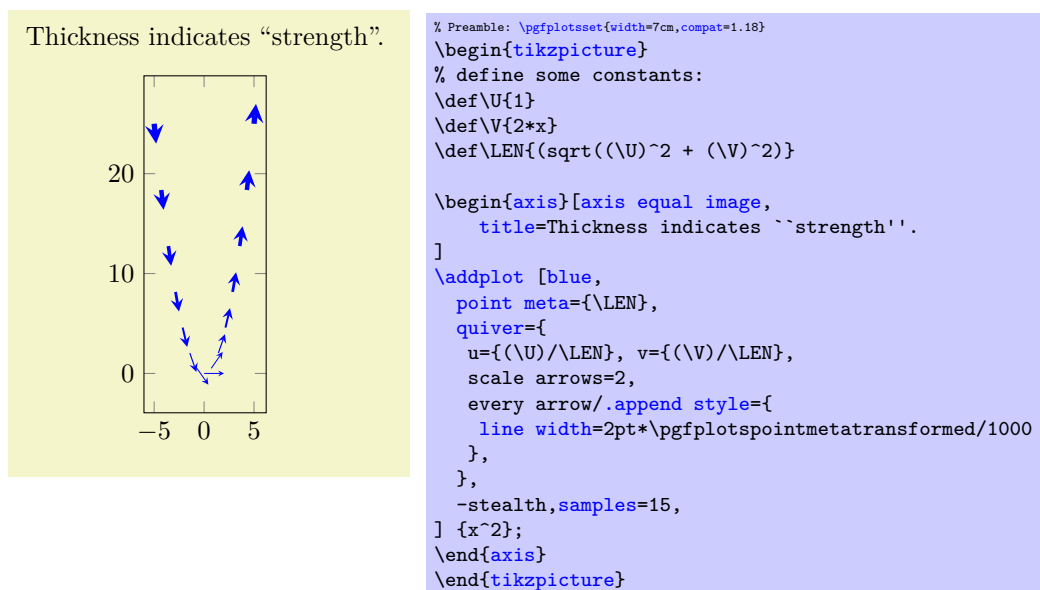 Thickness indicates “strength”.
20
10
0
−5 0 5
% Preamble: \pgfplotsset{width=7cm,compat=1.18}
\begin{tikzpicture}
% define some constants:
\def\U{1}
\def\V{2*x}
\def\LEN{(sqrt((\U)^2 + (\V)^2)}
\begin{axis}[axis equal image,
title=Thickness indicates ``strength''.
]
\addplot [blue,
point meta={\LEN},
quiver={
u={(\U)/\LEN}, v={(\V)/\LEN},
scale arrows=2,
every arrow/.append style={
line width=2pt*\pgfplotspointmetatransformed/1000
},
},
-stealth,samples=15,
] {x^2};
\end{axis}
\end{tikzpicture}